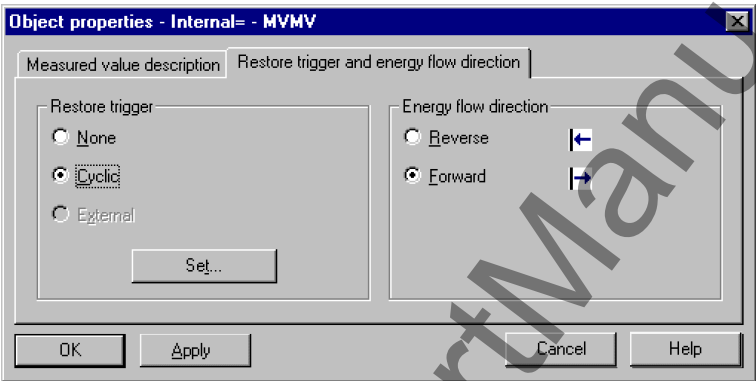 Object properties - Internal= - MVMV
Measured value description
Restore trigger and energy flow direction
Restore trigger
None
Cyclic
External
Set...
Energy flow direction
Reverse
Forward
OK
Apply
Cancel
Help